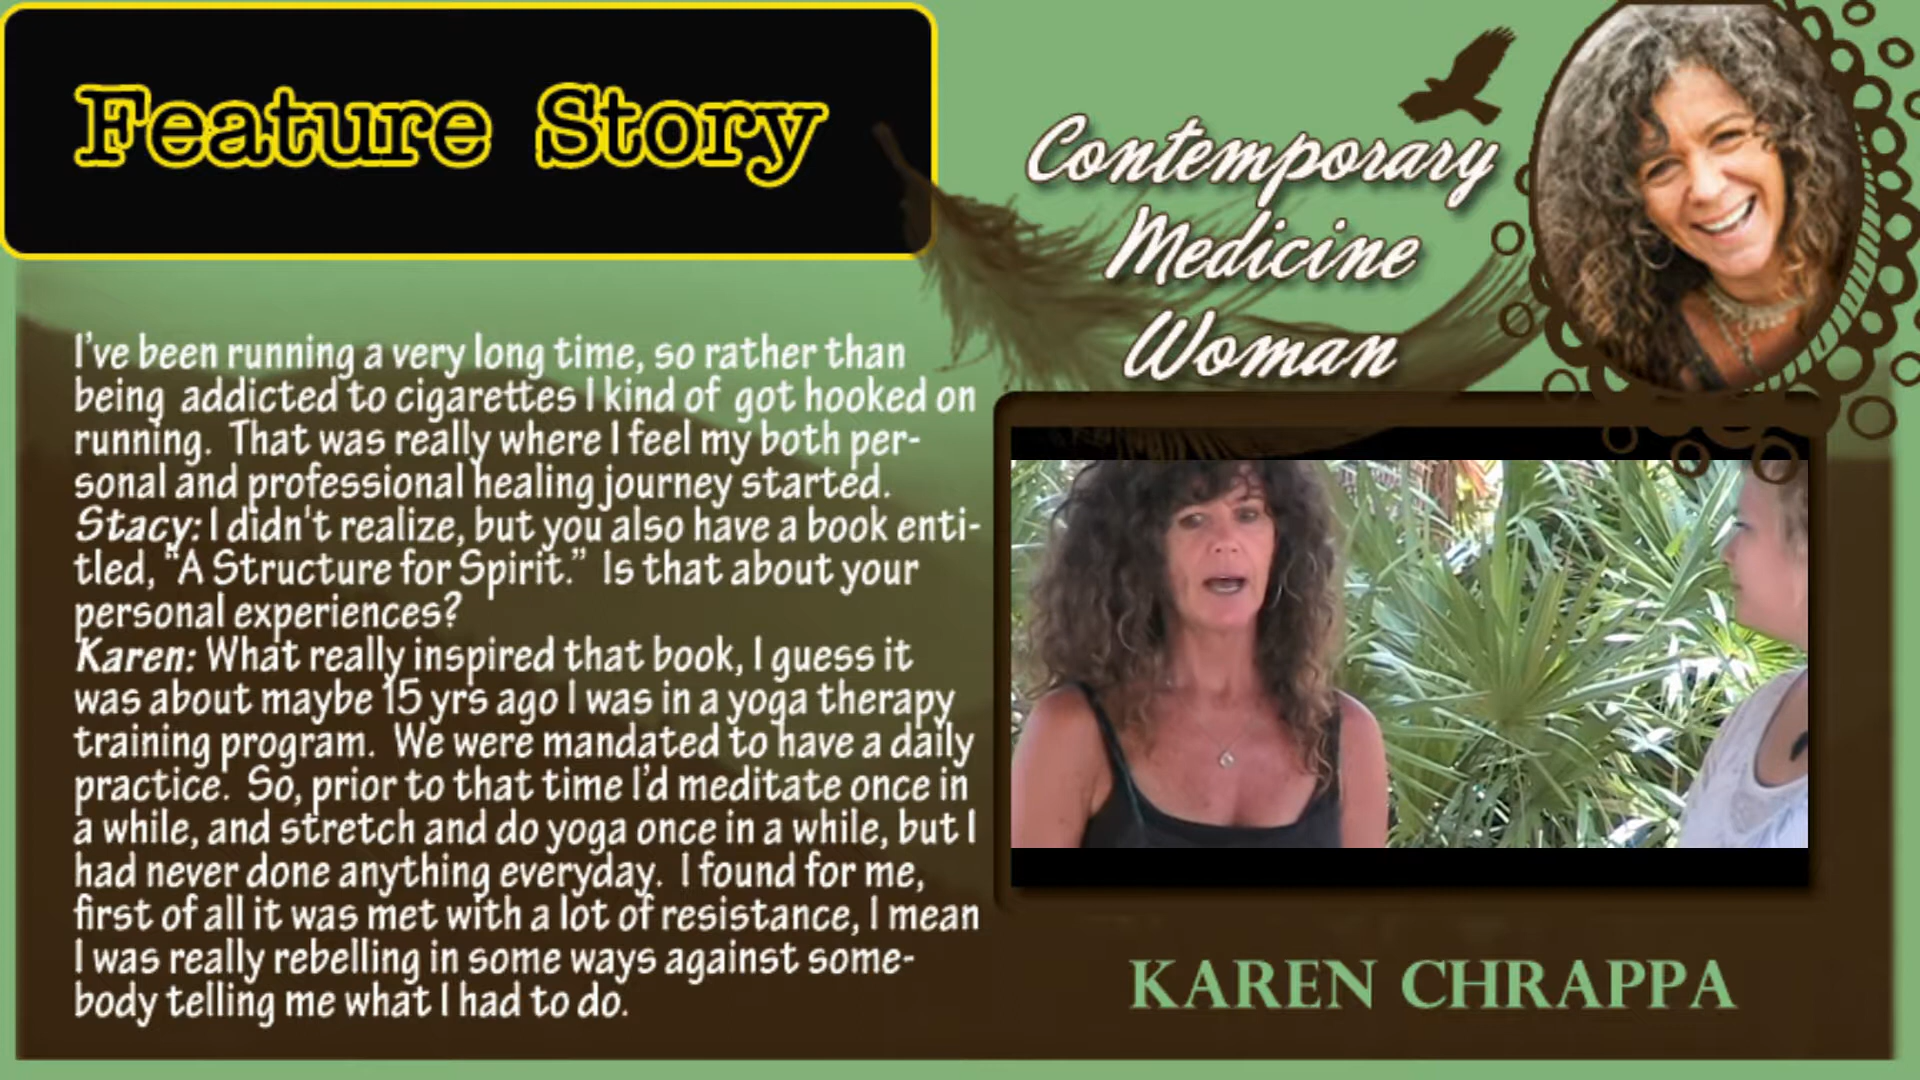 Feature Story
Contemporary
Medicine
Woman
I've been running a very long time, so rather than
being addicted to cigarettes I kind of got hooked on
running. That was really where I feel my both per-
sonal and professional healing journey started.
Stacy: I didn't realize, but you also have a book enti-
tled, "A Structure for Spirit." Is that about your
personal experiences?
Karen: What really inspired that book, I guess it
was about maybe 15 yrs ago I was in a yoga therapy
training program. We were mandated to have a daily
practice. So, prior to that time I'd meditate once in
a while, and stretch and do yoga once in a while, but I
had never done anything everyday. I found for me,
first of all it was met with a lot of resistance, I mean
I was really rebelling in some ways against some-
body telling me what I had to do.
KAREN CHRAPPA